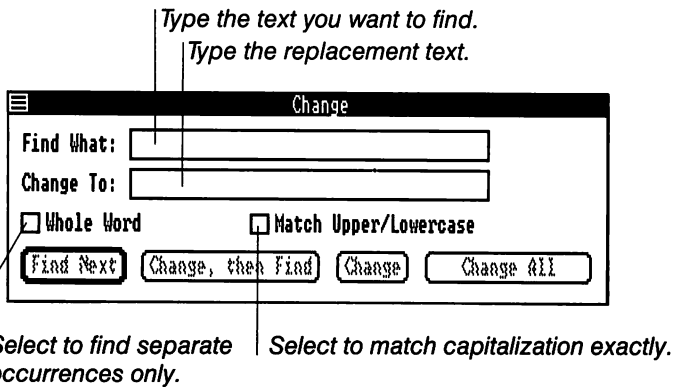 Type the text you want to find.
Type the replacement text.
Change
Find What:
Change To:
Whole Word
Match Upper/Lowercase
Find Next
Change, then Find
Change
Change All
Select to find separate
occurrences only.
Select to match capitalization exactly.